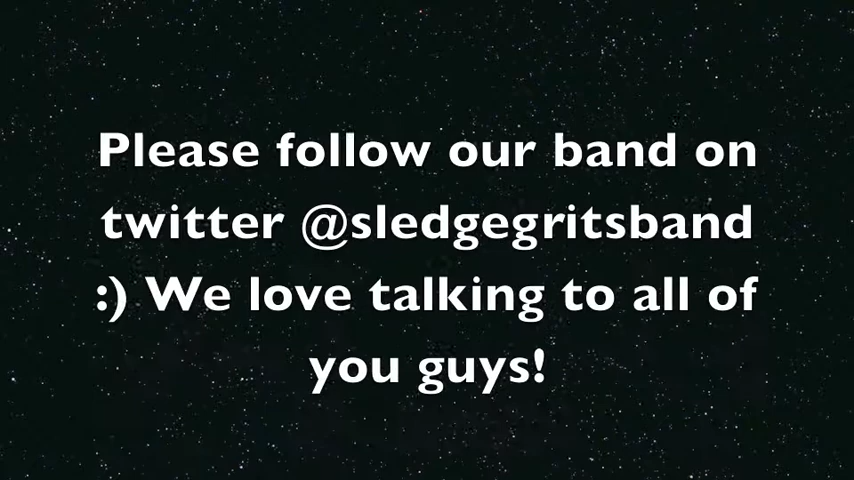 Please follow our band on
twitter @sledgegritsband
:) We love talking to all of
you guys!